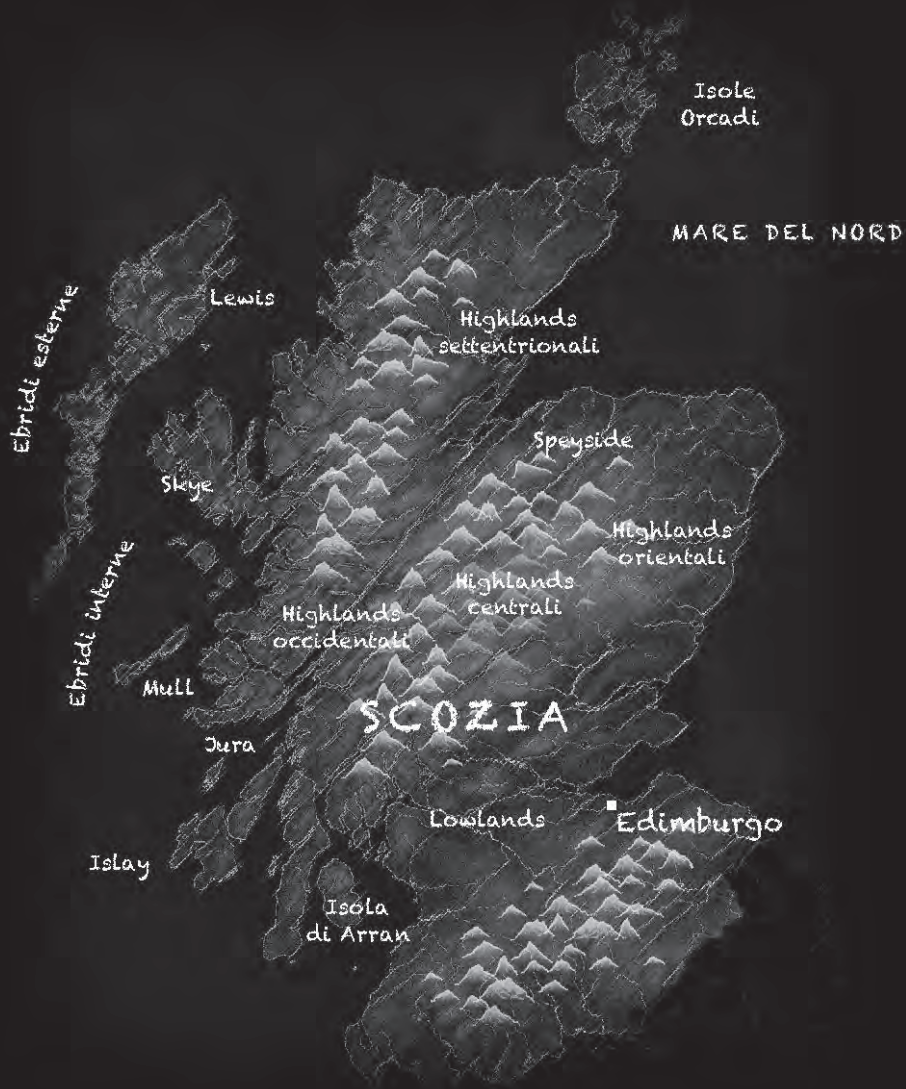 Isole
Orcadi
MARE DEL NORD
Ebridi esterne
Lewis
Highlands
settentrionali
Speyside
Skye
Highlands
orientali
Ebridi interne
Highlands
centrali
Highlands
occidentali
Mull
SCOZIA
Jura
Lowlands
Edimburgo
Islay
Isola
di Arran